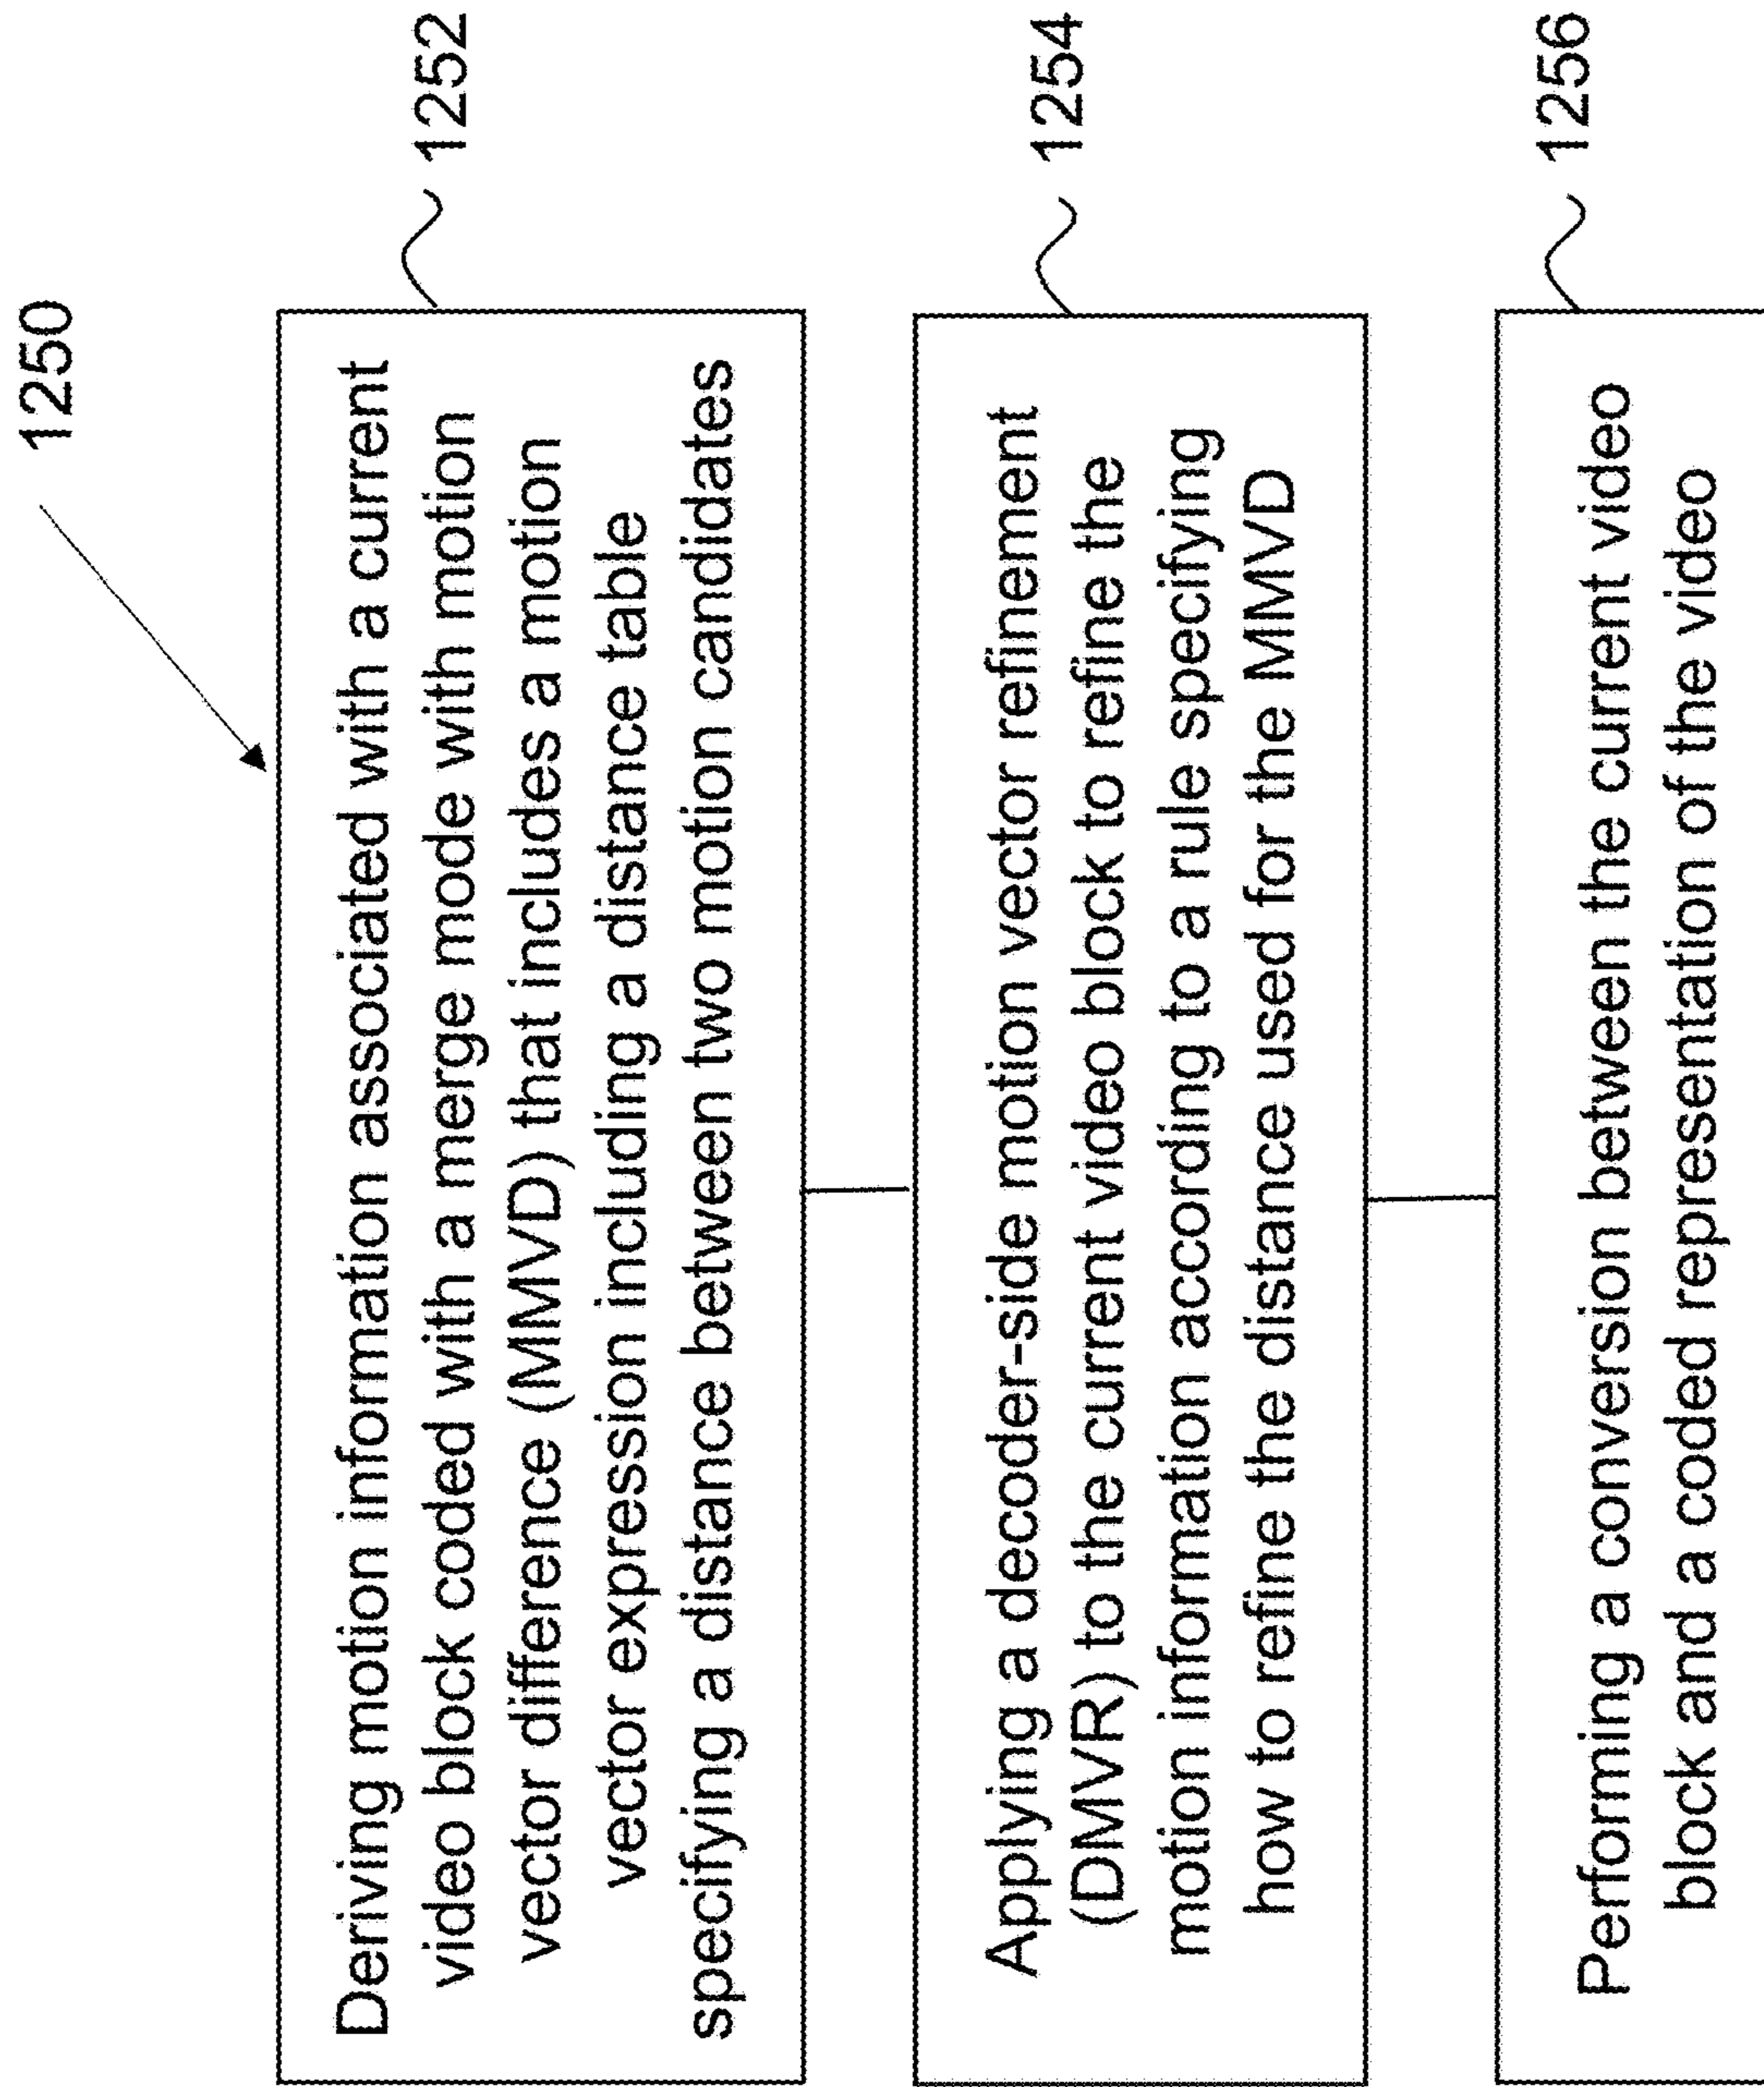 1250
Deriving motion information associated with a current
video block coded with a merge mode with motion
vector difference (MMVD) that includes a motion
vector expression including a distance table
specifying a distance between two motion candidates
1252
Applying a decoder-side motion vector refinement
(DMVR) to the current video block to refine the
motion information according to a rule specifying
how to refine the distance used for the MMVD
1254
Performing a conversion between the current video
block and a coded representation of the video
1256